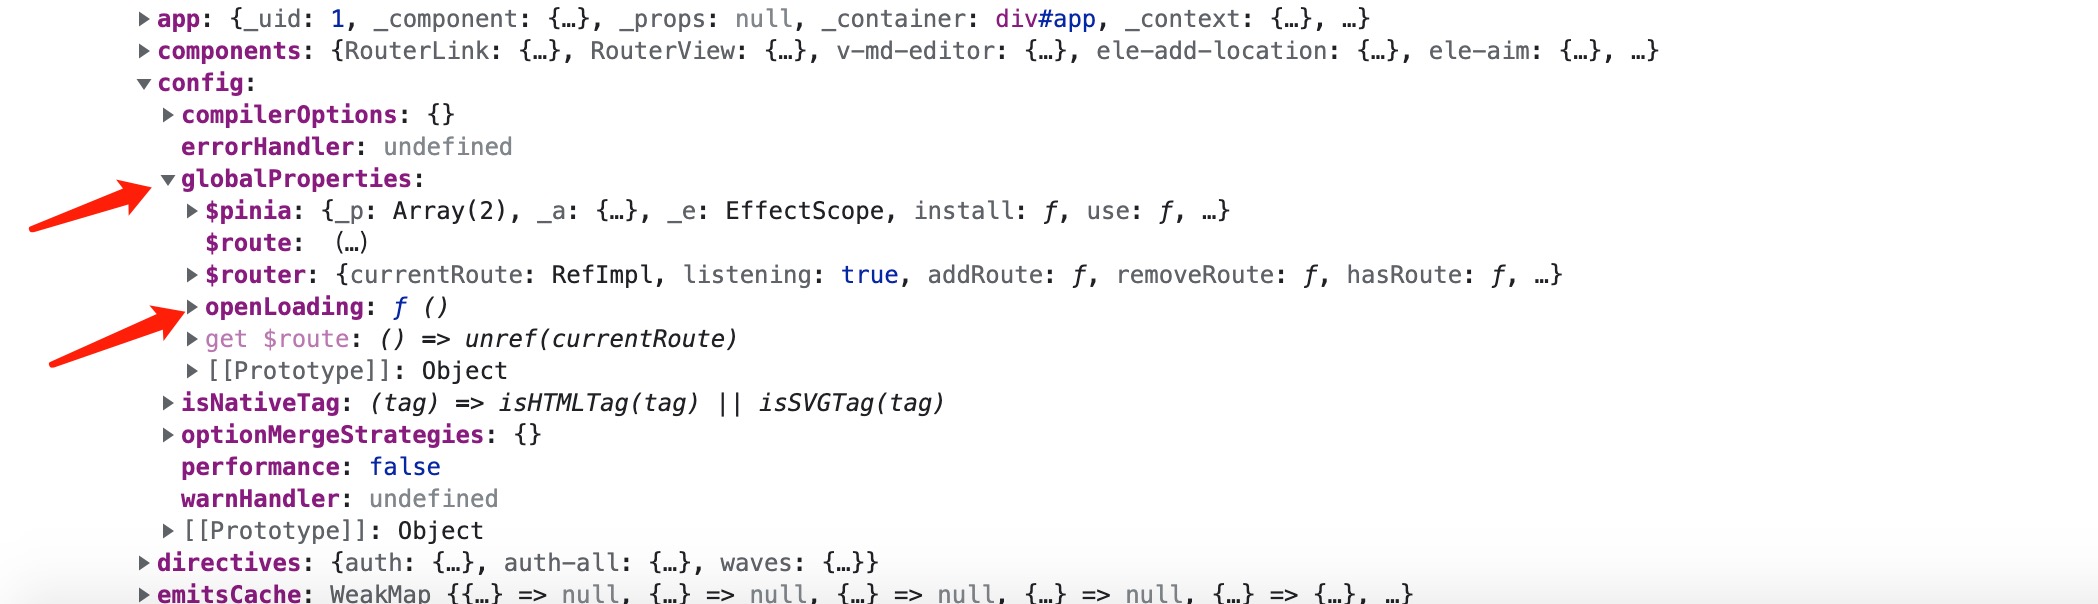 app: {_uid: 1, _component: {…}, _props: null, _container: div#app, _context: {…}, …}
components: {RouterLink: {…}, RouterView: {…}, v-md-editor: {…}, ele-add-location: {…}, ele-aim: {…}, …}
config:
compilerOptions: {}
errorHandler: undefined
globalProperties:
$pinia: {_p: Array(2), _a: {…}, _e: EffectScope, install: ƒ, use: ƒ, …}
$route: (…)
$router: {currentRoute: RefImpl, listening: true, addRoute: ƒ, removeRoute: ƒ, hasRoute: ƒ, …}
openLoading: ƒ ()
get $route: () => unref(currentRoute)
[[Prototype]]: Object
isNativeTag: (tag) => isHTMLTag(tag) || isSVGTag(tag)
optionMergeStrategies: {}
performance: false
warnHandler: undefined
[[Prototype]]: Object
directives: {auth: {…}, auth-all: {…}, waves: {…}}
emitsCache: WeakMap {{…} => null, {…} => null, {…} => null, {…} => null, {…} => {…}, …}